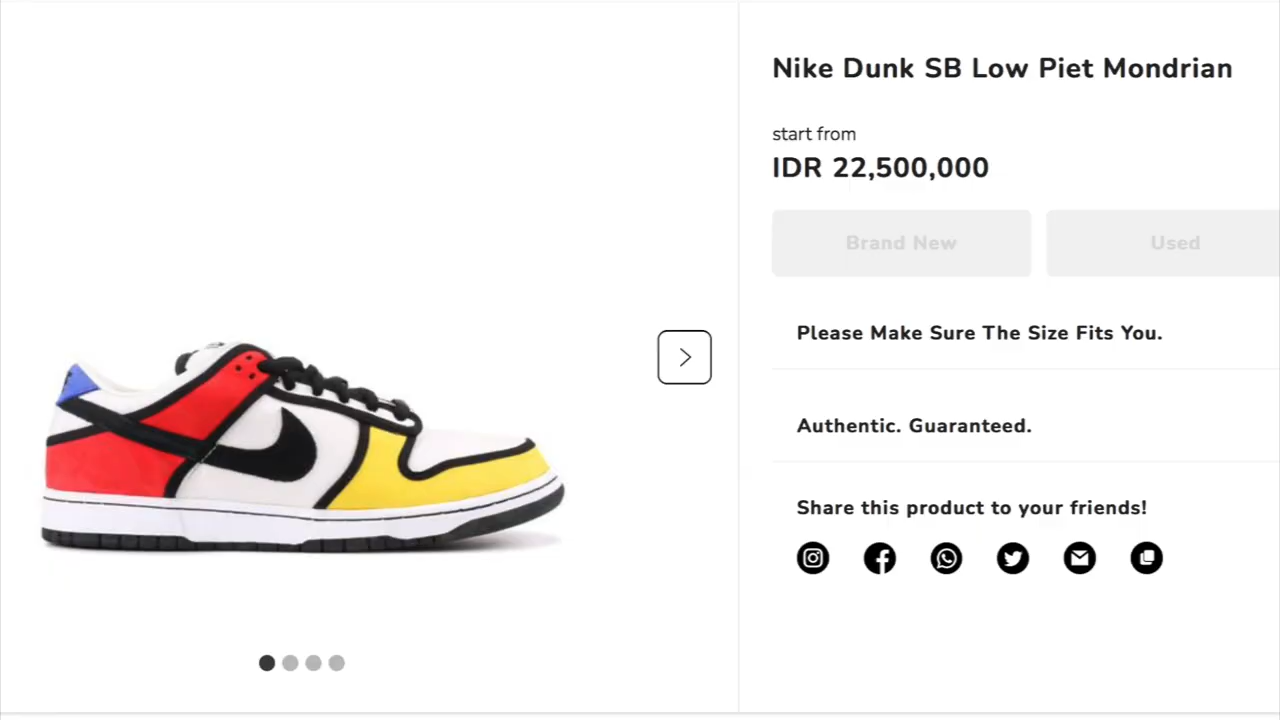 Nike Dunk SB Low Piet Mondrian
start from
IDR 22,500,000
Brand New
Used
Please Make Sure The Size Fits You.
Authentic. Guaranteed.
Share this product to your friends!